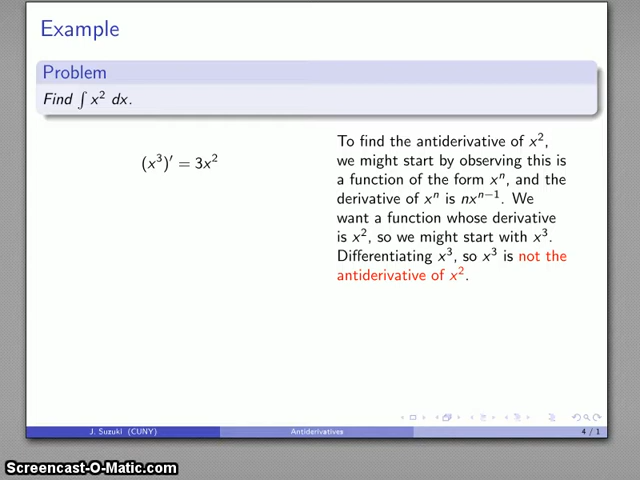 Example
Problem
Find ∫ x² dx.
(x³)′ = 3x²
To find the antiderivative of x²,
we might start by observing this is
a function of the form xⁿ, and the
derivative of xⁿ is nxⁿ⁻¹. We
want a function whose derivative
is x², so we might start with x³.
Differentiating x³, so x³ is not the
antiderivative of x².
J. Suzuki (CUNY)
Antiderivatives
4 / 1
Screencast-O-Matic.com